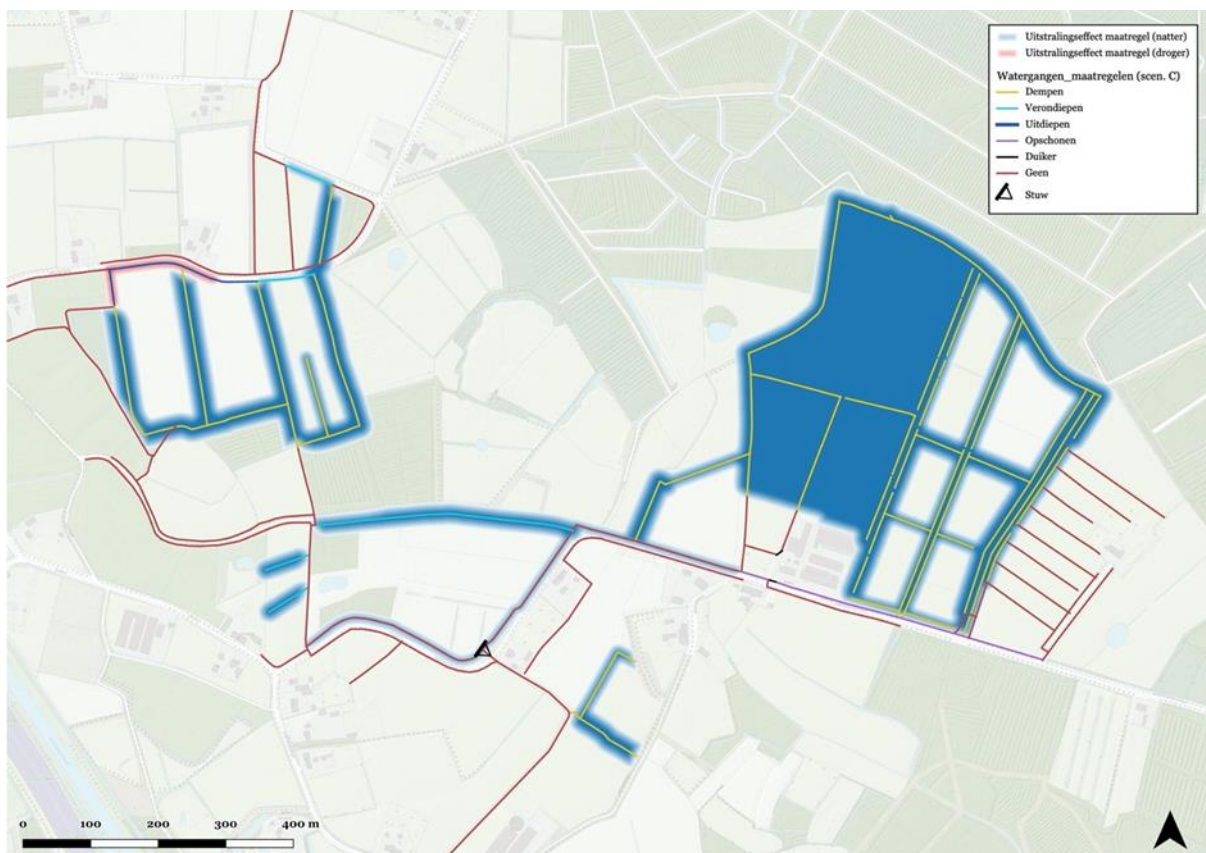 Uitstralingseffect maatregel (natter)
Uitstralingseffect maatregel (droger)
Watergangen_maatregelen (scen. C)
Dempen
Verondiepen
Uitdiepen
Opschonen
Duiker
Geen
Stuw
0 100 200 300 400 m